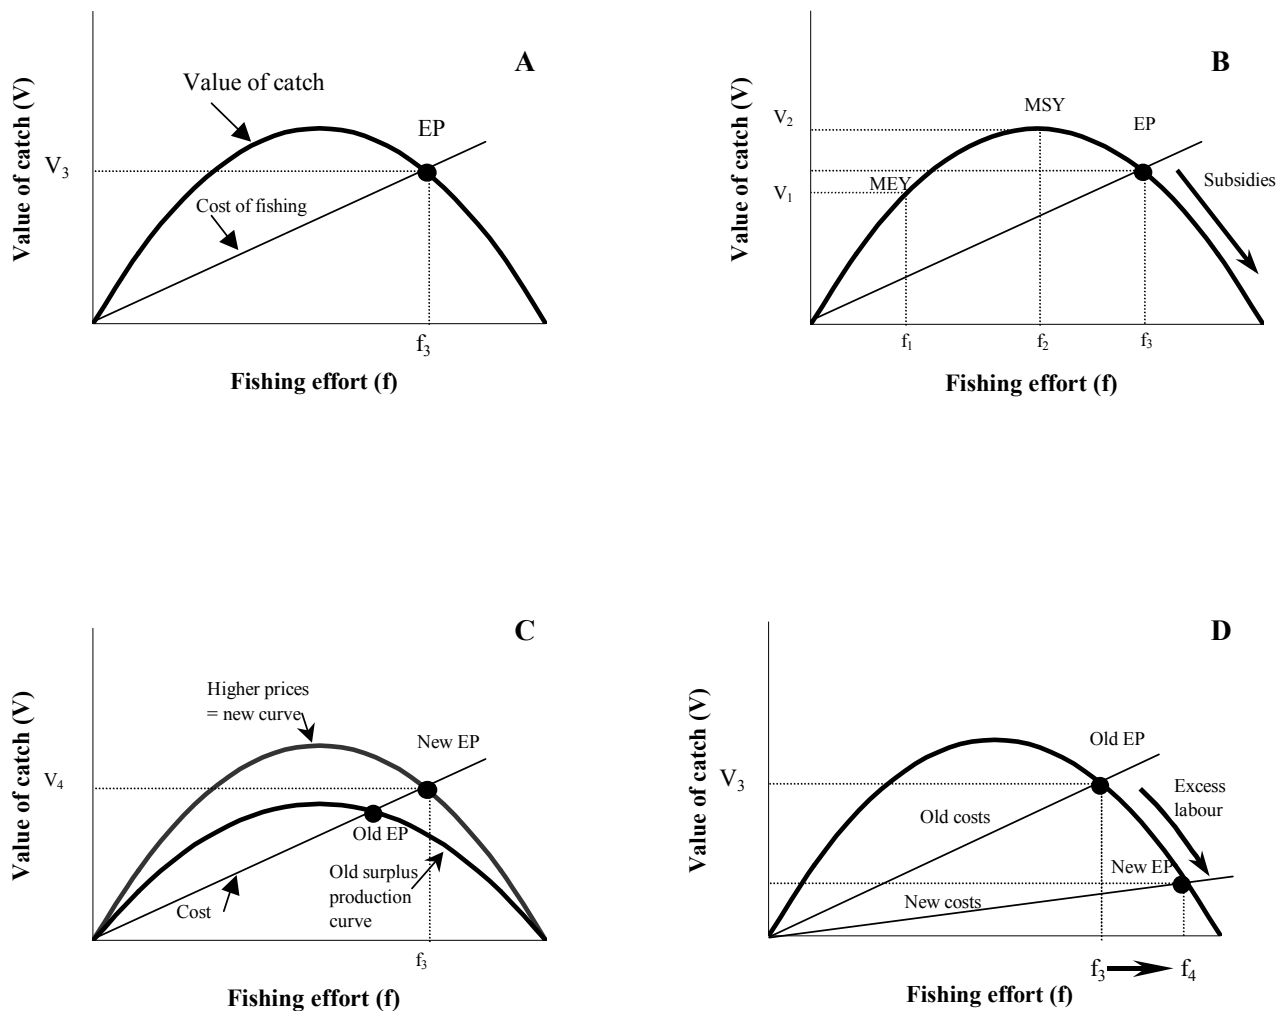 A
Value of catch (V)
Value of catch
EP
V3
Cost of fishing
f3
Fishing effort (f)
B
Value of catch (V)
V2
MSY
EP
MEY
V1
Subsidies
f1
f2
f3
Fishing effort (f)
C
Value of catch (V)
Higher prices
= new curve
New EP
V4
Old EP
Old surplus
production
curve
Cost
f3
Fishing effort (f)
D
Value of catch (V)
Old EP
V3
Excess
labour
Old costs
New EP
New costs
f3
f4
Fishing effort (f)